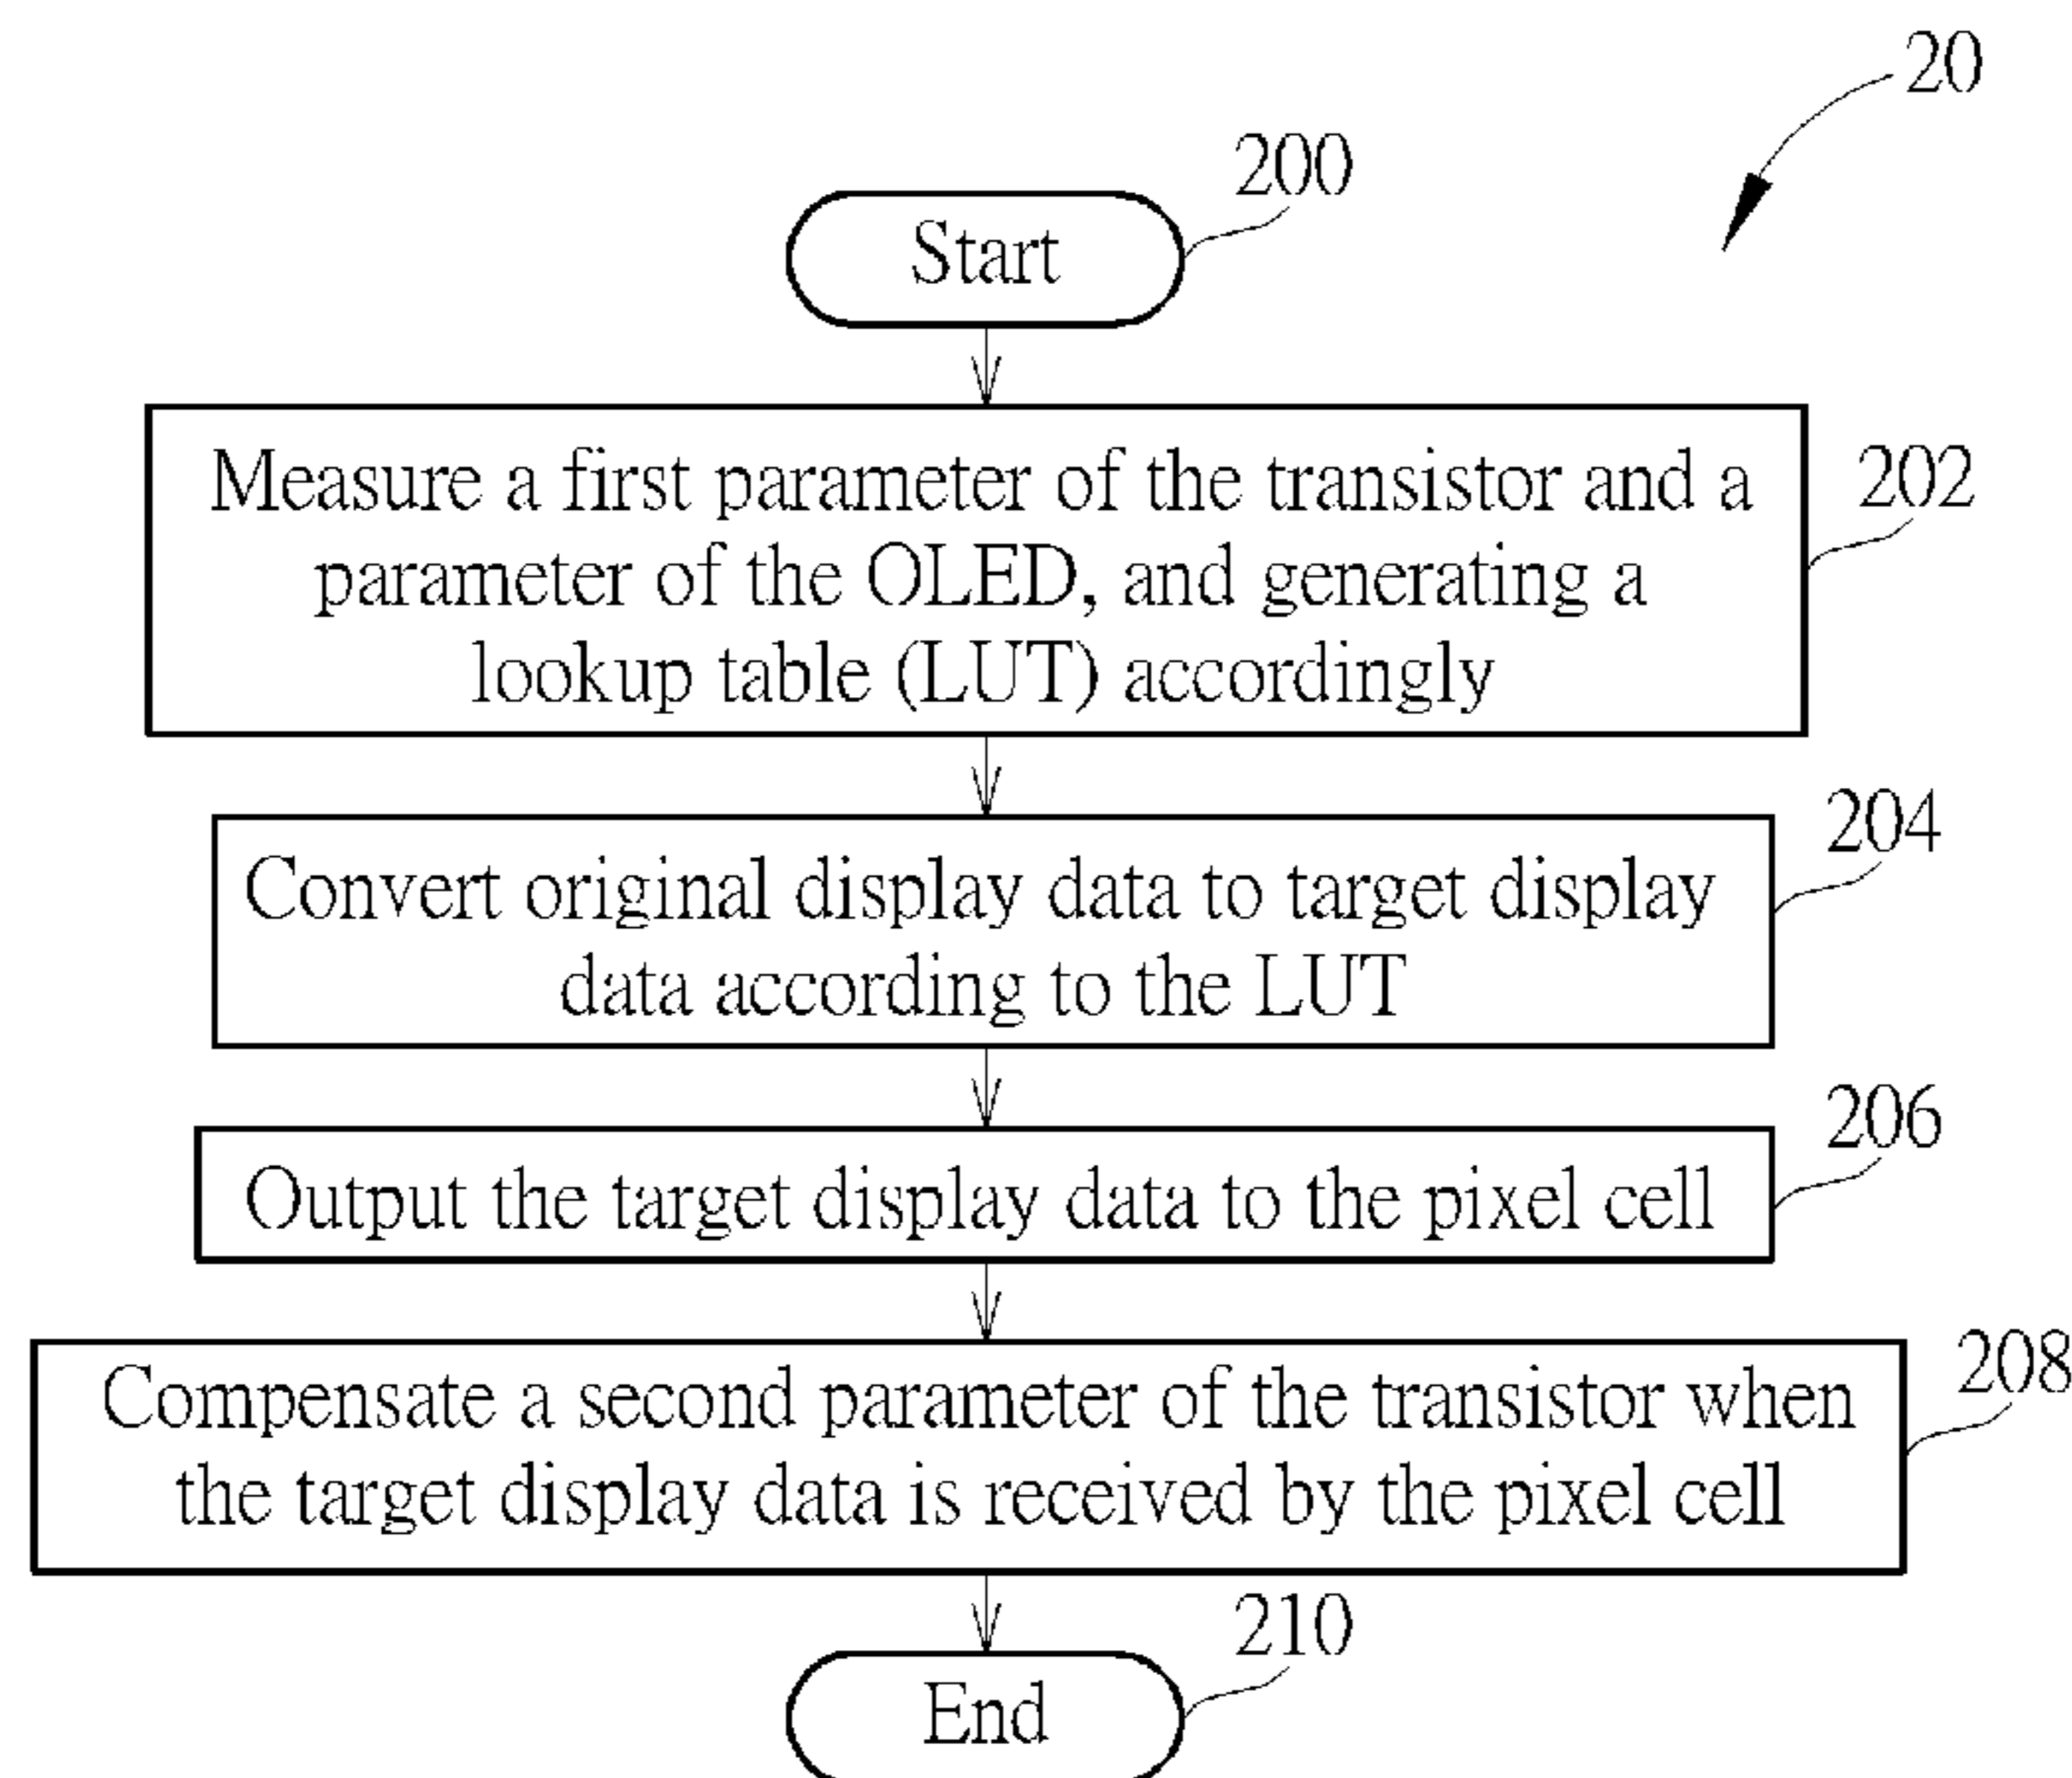 20
200
Start
Measure a first parameter of the transistor and a
parameter of the OLED, and generating a
lookup table (LUT) accordingly
202
204
Convert original display data to target display
data according to the LUT
206
Output the target display data to the pixel cell
208
Compensate a second parameter of the transistor when
the target display data is received by the pixel cell
210
End